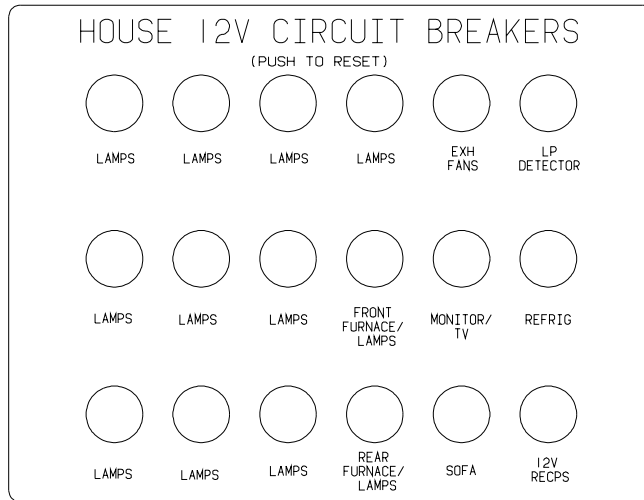 HOUSE 12V CIRCUIT BREAKERS
(PUSH TO RESET)
LAMPS LAMPS LAMPS LAMPS EXH FANS LP DETECTOR
LAMPS LAMPS LAMPS FRONT FURNACE/ LAMPS MONITOR/ TV REFRIG
LAMPS LAMPS LAMPS REAR FURNACE/ LAMPS SOFA 12V RECPS